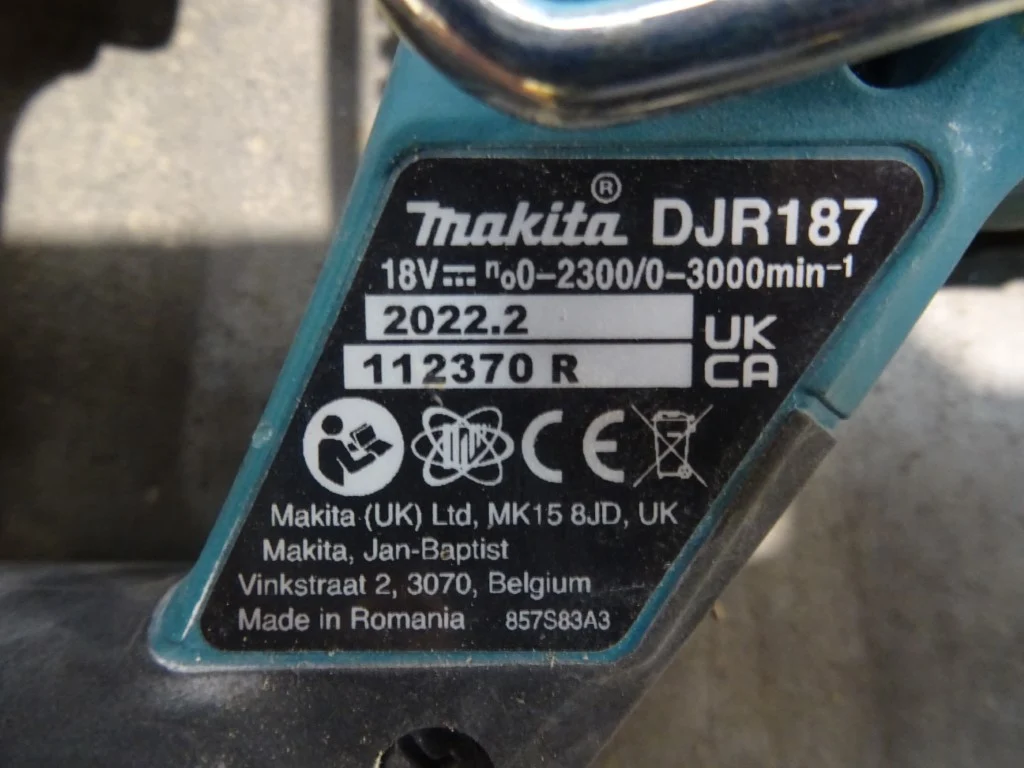 makita® DJR187
18V⎓ n₀0-2300/0-3000min⁻¹
2022.2
112370 R
UK
CA
CE
Makita (UK) Ltd, MK15 8JD, UK
Makita, Jan-Baptist
Vinkstraat 2, 3070, Belgium
Made in Romania 857S83A3